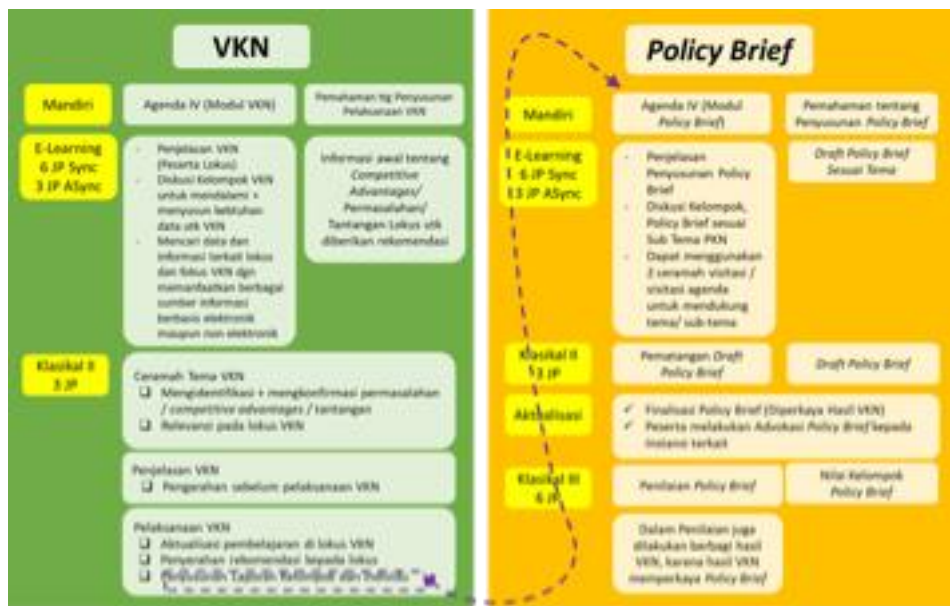 VKN
Mandiri
Agenda IV (Modul VKN)
Pemahaman ttg Penyusunan
Pelaksanaan VKN
E-Learning
6 JP Sync
3 JP ASync
- Penjelasan VKN
(Peserta Lokus)
- Diskusi Kelompok VKN
untuk mendalami +
menyusun kebutuhan
data utk VKN
- Mencari data dan
informasi terkait lokus
dan fokus VKN dgn
memanfaatkan berbagai
sumber informasi
berbasis elektronik
maupun non elektronik
Informasi awal tentang
Competitive
Advantages/
Permasalahan/
Tantangan Lokus utk
diberikan rekomendasi
Klasikal II
3 JP
Ceramah Tema VKN
❑ Mengidentifikasi + mengkonfirmasi permasalahan
/ competitive advantages / tantangan
❑ Relevansi pada lokus VKN
Penjelasan VKN
❑ Pengarahan sebelum pelaksanaan VKN
Pelaksanaan VKN
❑ Aktualisasi pembelajaran di lokus VKN
❑ Penyerahan rekomendasi kepada lokus
❑
Policy Brief
Mandiri
Agenda IV (Modul
Policy Brief)
Pemahaman tentang
Penyusunan Policy Brief
E-Learning
6 JP Sync
3 JP ASync
- Penjelasan
Penyusunan Policy
Brief
- Diskusi Kelompok,
Policy Brief sesuai
Sub Tema PKN
- Dapat menggunakan
ceramah visitasi /
visitasi agenda
untuk mendukung
tema/ sub tema
Draft Policy Brief
Sesuai Tema
Klasikal II
3 JP
Pematangan Draft
Policy Brief
Draft Policy Brief
Aktualisasi
✓ Finalisasi Policy Brief (Diperkaya Hasil VKN)
✓ Peserta melakukan Advokasi Policy Brief kepada
Instansi terkait
Klasikal III
6 JP
Penilaian Policy Brief
Nilai Kelompok
Policy Brief
Dalam Penilaian juga
dilakukan berbagi hasil
VKN, karena hasil VKN
memperkaya Policy Brief